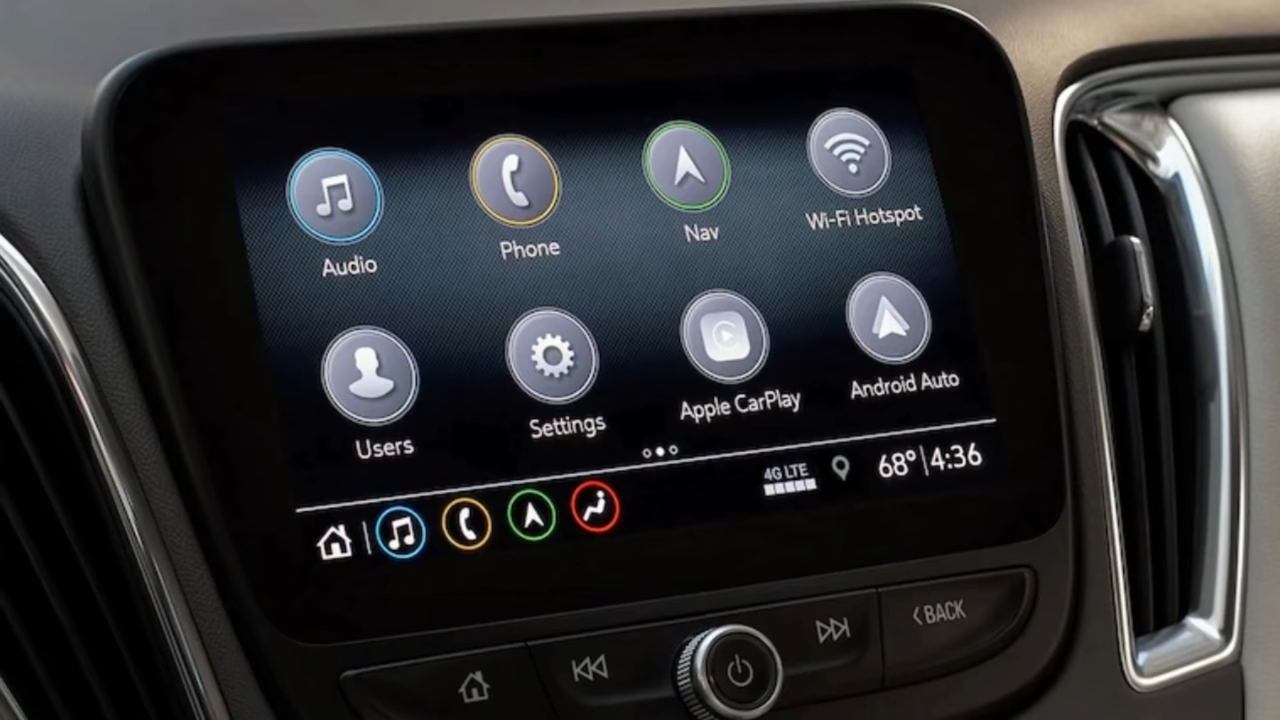 Audio
Phone
Nav
Wi-Fi Hotspot
Users
Settings
Apple CarPlay
Android Auto
4G LTE
68° 4:36
BACK